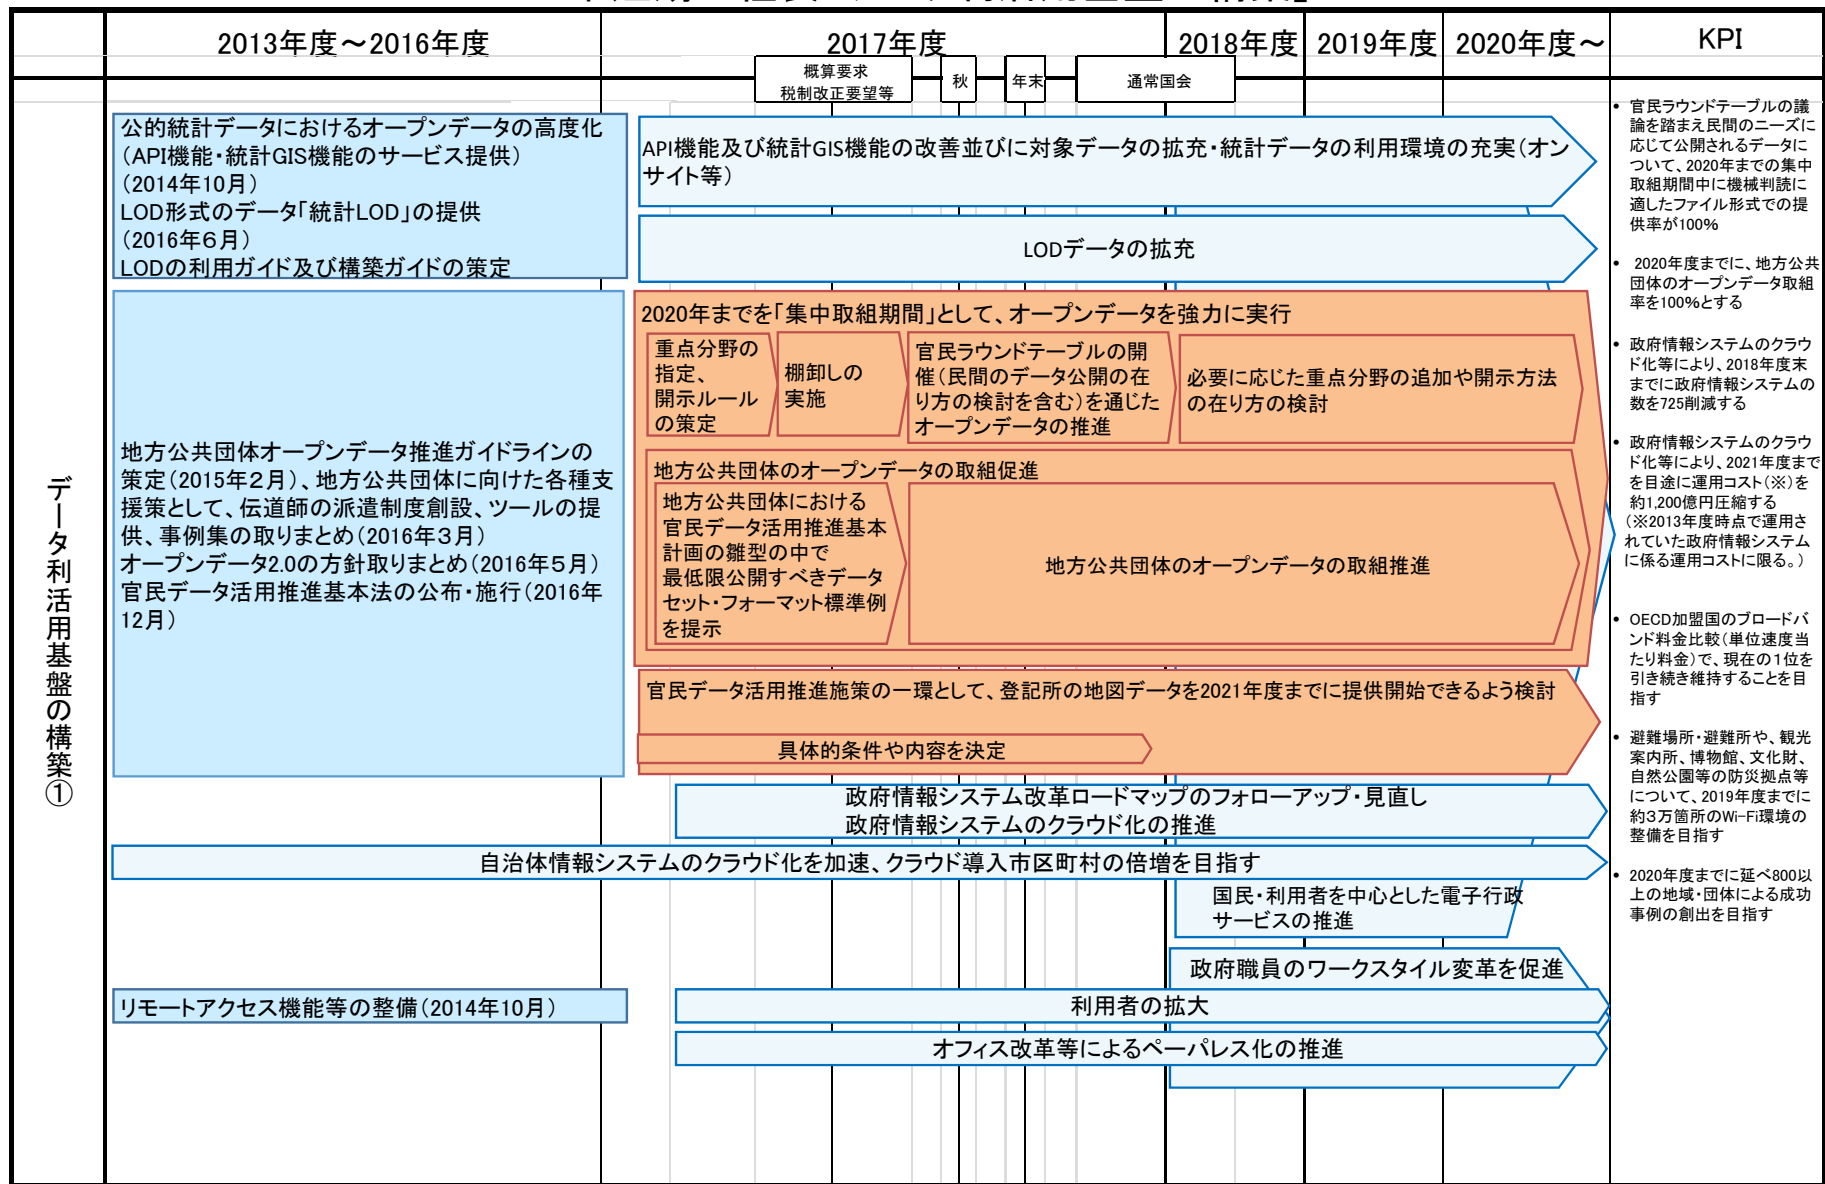 2013年度～2016年度
2017年度
2018年度
2019年度
2020年度～
KPI
概算要求
税制改正要望等
秋
年末
通常国会
データ利活用基盤の構築①
公的統計データにおけるオープンデータの高度化
（API機能・統計GIS機能のサービス提供）
（2014年10月）
LOD形式のデータ「統計LOD」の提供
（2016年６月）
LODの利用ガイド及び構築ガイドの策定
API機能及び統計GIS機能の改善並びに対象データの拡充・統計データの利用環境の充実（オン
サイト等）
LODデータの拡充
地方公共団体オープンデータ推進ガイドラインの
策定（2015年２月）、地方公共団体に向けた各種支
援策として、伝道師の派遣制度創設、ツールの提
供、事例集の取りまとめ（2016年３月）
オープンデータ2.0の方針取りまとめ（2016年５月）
官民データ活用推進基本法の公布・施行（2016年
12月）
2020年までを「集中取組期間」として、オープンデータを強力に実行
重点分野の
指定、
開示ルール
の策定
棚卸しの
実施
官民ラウンドテーブルの開
催（民間のデータ公開の在
り方の検討を含む）を通じた
オープンデータの推進
必要に応じた重点分野の追加や開示方法
の在り方の検討
地方公共団体のオープンデータの取組促進
地方公共団体における
官民データ活用推進基本
計画の雛型の中で
最低限公開すべきデータ
セット・フォーマット標準例
を提示
地方公共団体のオープンデータの取組推進
官民データ活用推進施策の一環として、登記所の地図データを2021年度までに提供開始できるよう検討
具体的条件や内容を決定
政府情報システム改革ロードマップのフォローアップ・見直し
政府情報システムのクラウド化の推進
自治体情報システムのクラウド化を加速、クラウド導入市区町村の倍増を目指す
国民・利用者を中心とした電子行政
サービスの推進
政府職員のワークスタイル変革を促進
リモートアクセス機能等の整備（2014年10月）
利用者の拡大
オフィス改革等によるペーパレス化の推進
• 官民ラウンドテーブルの議
論を踏まえ民間のニーズに
応じて公開されるデータに
ついて、2020年までの集中
取組期間中に機械判読に
適したファイル形式での提
供率が100%
• 2020年度までに、地方公共
団体のオープンデータ取組
率を100%とする
• 政府情報システムのクラウ
ド化等により、2018年度末
までに政府情報システムの
数を725削減する
• 政府情報システムのクラウ
ド化等により、2021年度まで
を目途に運用コスト（※）を
約1,200億円圧縮する
（※2013年度時点で運用さ
れていた政府情報システム
に係る運用コストに限る。）
• OECD加盟国のブロードバ
ンド料金比較（単位速度当
たり料金）で、現在の１位を
引き続き維持することを目
指す
• 避難場所・避難所や、観光
案内所、博物館、文化財、
自然公園等の防災拠点等
について、2019年度までに
約３万箇所のWi-Fi環境の
整備を目指す
• 2020年度までに延べ800以
上の地域・団体による成功
事例の創出を目指す